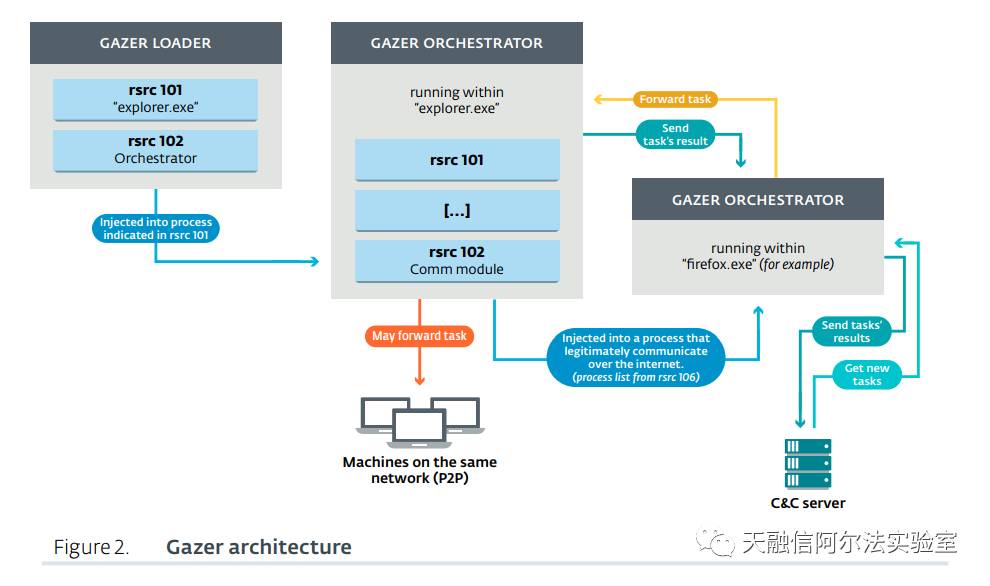 GAZER LOADER
rsrc 101
"explorer.exe"
rsrc 102
Orchestrator
Injected into process
indicated in rsrc 101
GAZER ORCHESTRATOR
running within
"explorer.exe"
rsrc 101
[...]
rsrc 102
Comm module
Forward task
Send
task's result
GAZER ORCHESTRATOR
running within
"firefox.exe" (for example)
May forward task
Injected into a process that
legitimately communicate
over the internet.
(process list from rsrc 106)
Send tasks'
results
Get new
tasks
Machines on the same
network (P2P)
C&C server
Figure 2. Gazer architecture
天融信阿尔法实验室